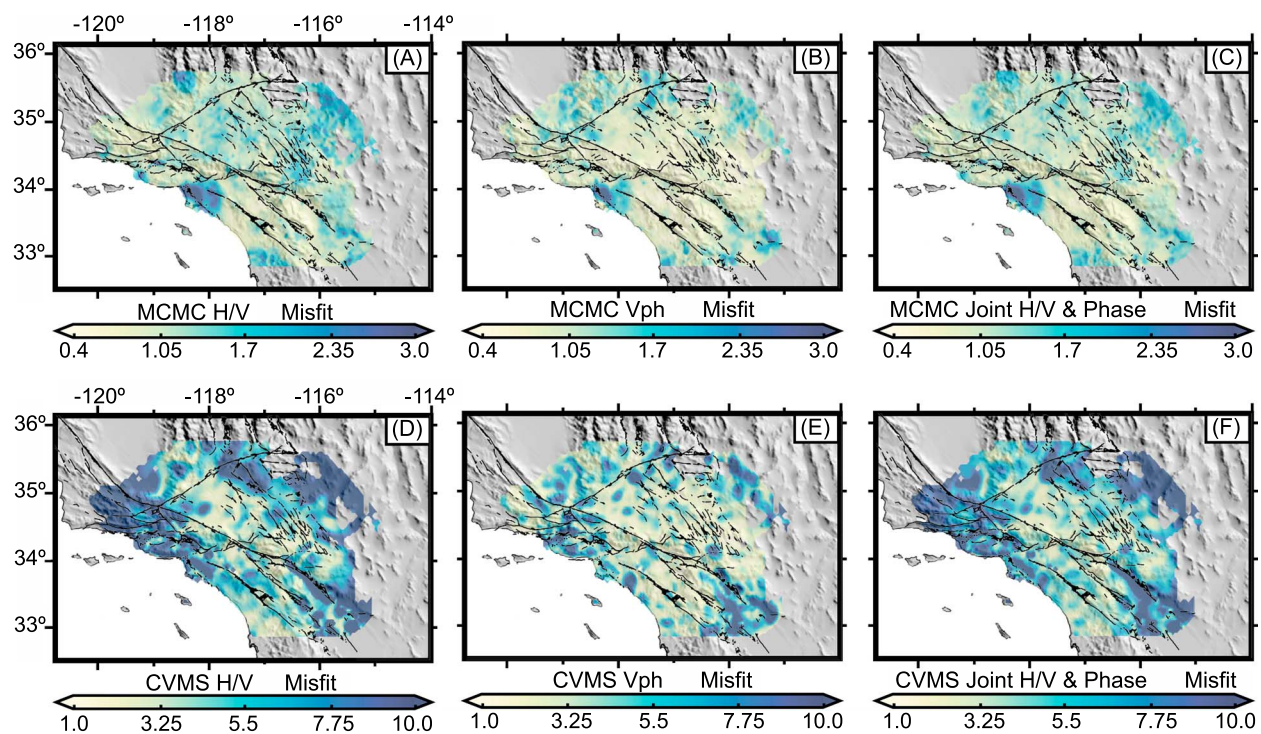 -120º -118º -116º -114º
36º 35º 34º 33º
(A) (B) (C)
MCMC H/V Misfit
0.4 1.05 1.7 2.35 3.0
MCMC Vph Misfit
0.4 1.05 1.7 2.35 3.0
MCMC Joint H/V & Phase Misfit
0.4 1.05 1.7 2.35 3.0
-120º -118º -116º -114º
36º 35º 34º 33º
(D) (E) (F)
CVMS H/V Misfit
1.0 3.25 5.5 7.75 10.0
CVMS Vph Misfit
1.0 3.25 5.5 7.75 10.0
CVMS Joint H/V & Phase Misfit
1.0 3.25 5.5 7.75 10.0